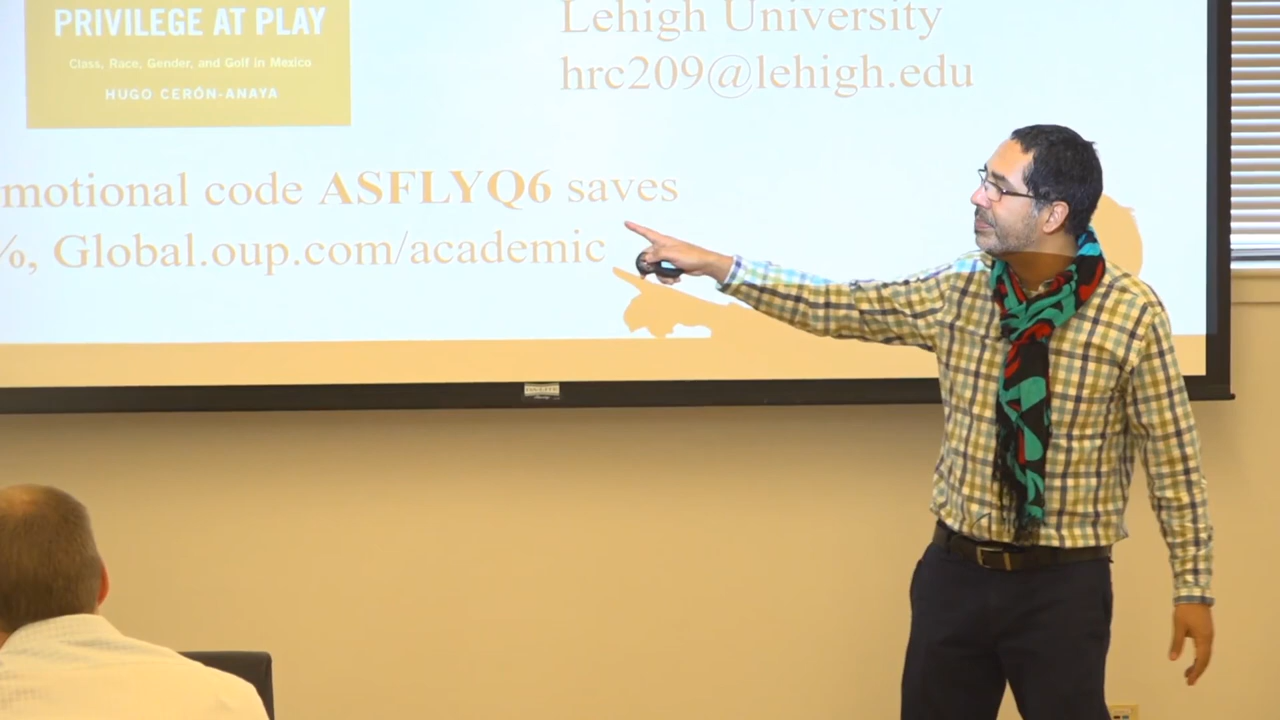 PRIVILEGE AT PLAY
Class, Race, Gender, and Golf in Mexico
HUGO CERÓN-ANAYA
Lehigh University
hrc209@lehigh.edu
motional code ASFLYQ6 saves
%, Global.oup.com/academic